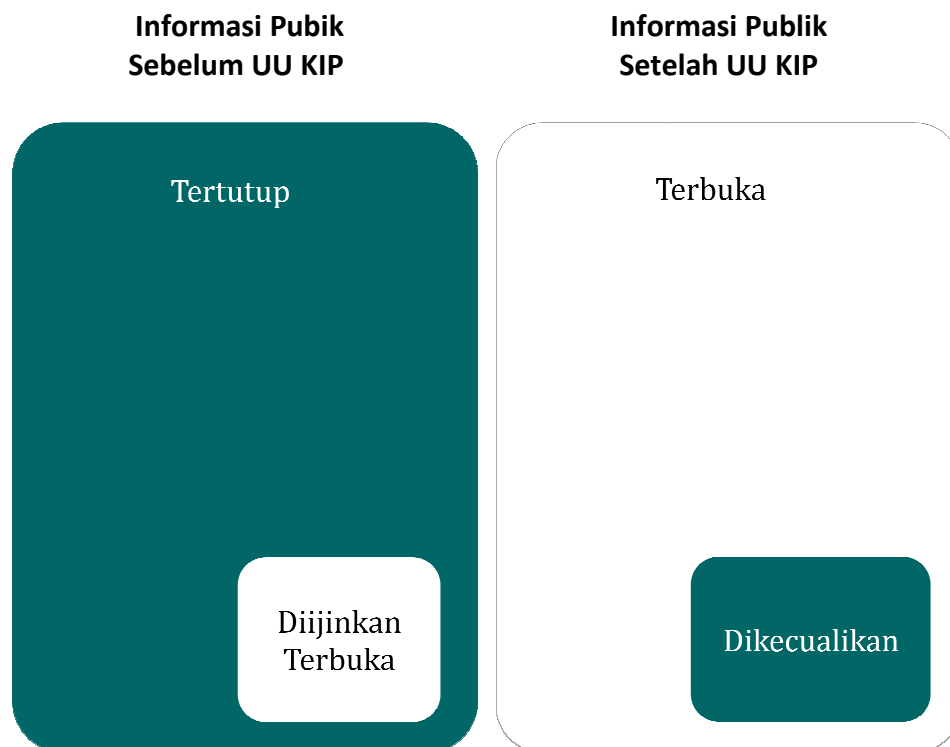 Informasi Pubik
Sebelum UU KIP
Informasi Publik
Setelah UU KIP
Tertutup
Diijinkan
Terbuka
Terbuka
Dikecualikan